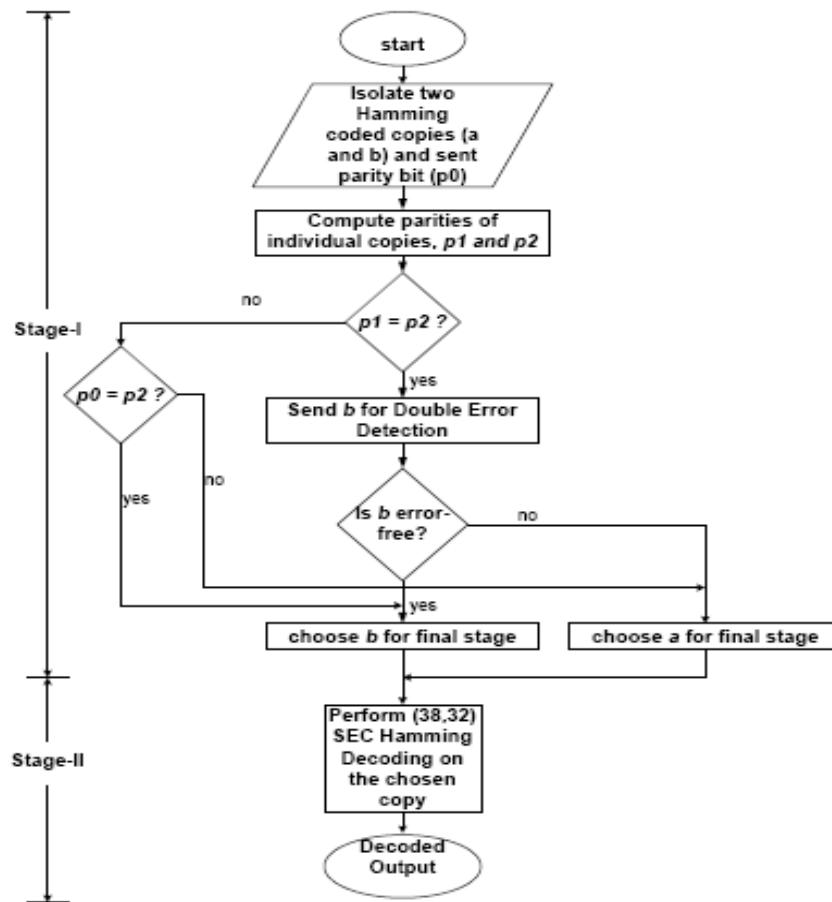 start
Isolate two
Hamming
coded copies (a
and b) and sent
parity bit (p0)
Compute parities of
individual copies, p1 and p2
no
p1 = p2 ?
Stage-I
p0 = p2 ?
yes
Send b for Double Error
Detection
yes
no
Is b error-
free?
no
yes
choose b for final stage
choose a for final stage
Perform (38,32)
SEC Hamming
Decoding on
the chosen
copy
Stage-II
Decoded
Output